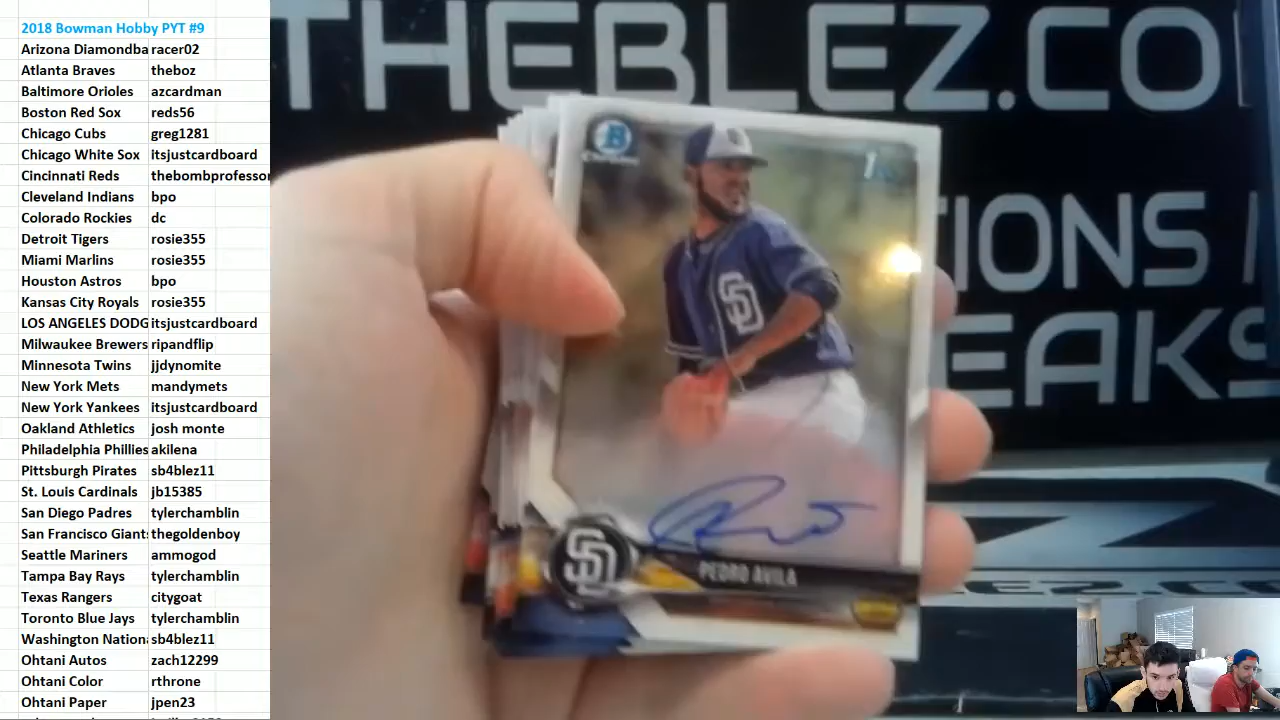 2018 Bowman Hobby PYT #9
Arizona Diamondba racer02
Atlanta Braves theboz
Baltimore Orioles azcardman
Boston Red Sox reds56
Chicago Cubs greg1281
Chicago White Sox itsjustcardboard
Cincinnati Reds thebombprofessor
Cleveland Indians bpo
Colorado Rockies dc
Detroit Tigers rosie355
Miami Marlins rosie355
Houston Astros bpo
Kansas City Royals rosie355
LOS ANGELES DODG itsjustcardboard
Milwaukee Brewers ripandflip
Minnesota Twins jjdynomite
New York Mets mandymets
New York Yankees itsjustcardboard
Oakland Athletics josh monte
Philadelphia Phillies akilena
Pittsburgh Pirates sb4blez11
St. Louis Cardinals jb15385
San Diego Padres tylerchamblin
San Francisco Giants thegoldenboy
Seattle Mariners ammogod
Tampa Bay Rays tylerchamblin
Texas Rangers citygoat
Toronto Blue Jays tylerchamblin
Washington Nation sb4blez11
Ohtani Autos zach12299
Ohtani Color rthrone
Ohtani Paper jpen23
THEBLEZ.CO
IONS
EAKS
B
Chrome
1st
SD
SD
PEDRO AVILA
EZ.CO